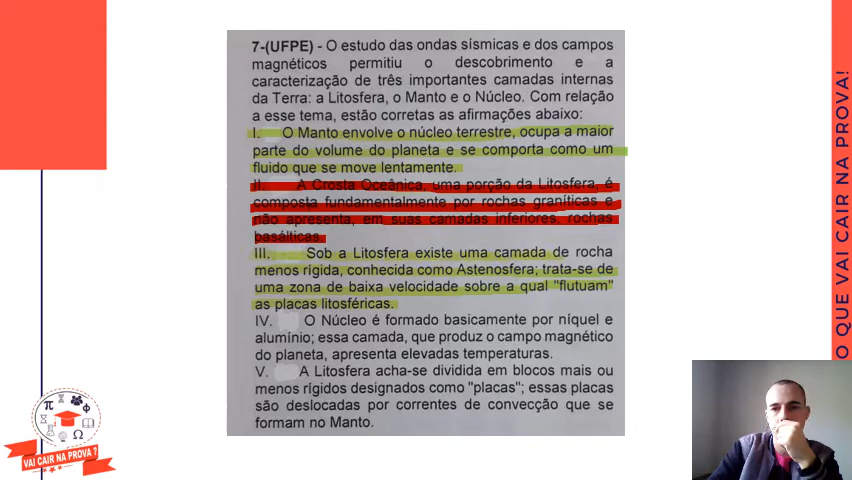 7-(UFPE) - O estudo das ondas sísmicas e dos campos
magnéticos permitiu o descobrimento e a
caracterização de três importantes camadas internas
da Terra: a Litosfera, o Manto e o Núcleo. Com relação
a esse tema, estão corretas as afirmações abaixo:
I. O Manto envolve o núcleo terrestre, ocupa a maior
parte do volume do planeta e se comporta como um
fluido que se move lentamente.
II. A Crosta Oceânica, uma porção da Litosfera, é
composta fundamentalmente por rochas graníticas e
não apresenta, em suas camadas inferiores, rochas
basálticas.
III. Sob a Litosfera existe uma camada de rocha
menos rígida, conhecida como Astenosfera; trata-se de
uma zona de baixa velocidade sobre a qual "flutuam"
as placas litosféricas.
IV. O Núcleo é formado basicamente por níquel e
alumínio; essa camada, que produz o campo magnético
do planeta, apresenta elevadas temperaturas.
V. A Litosfera acha-se dividida em blocos mais ou
menos rígidos designados como "placas"; essas placas
são deslocadas por correntes de convecção que se
formam no Manto.
O QUE VAI CAIR NA PROVA!
π
Φ
Ω
VAI CAIR NA PROVA ?